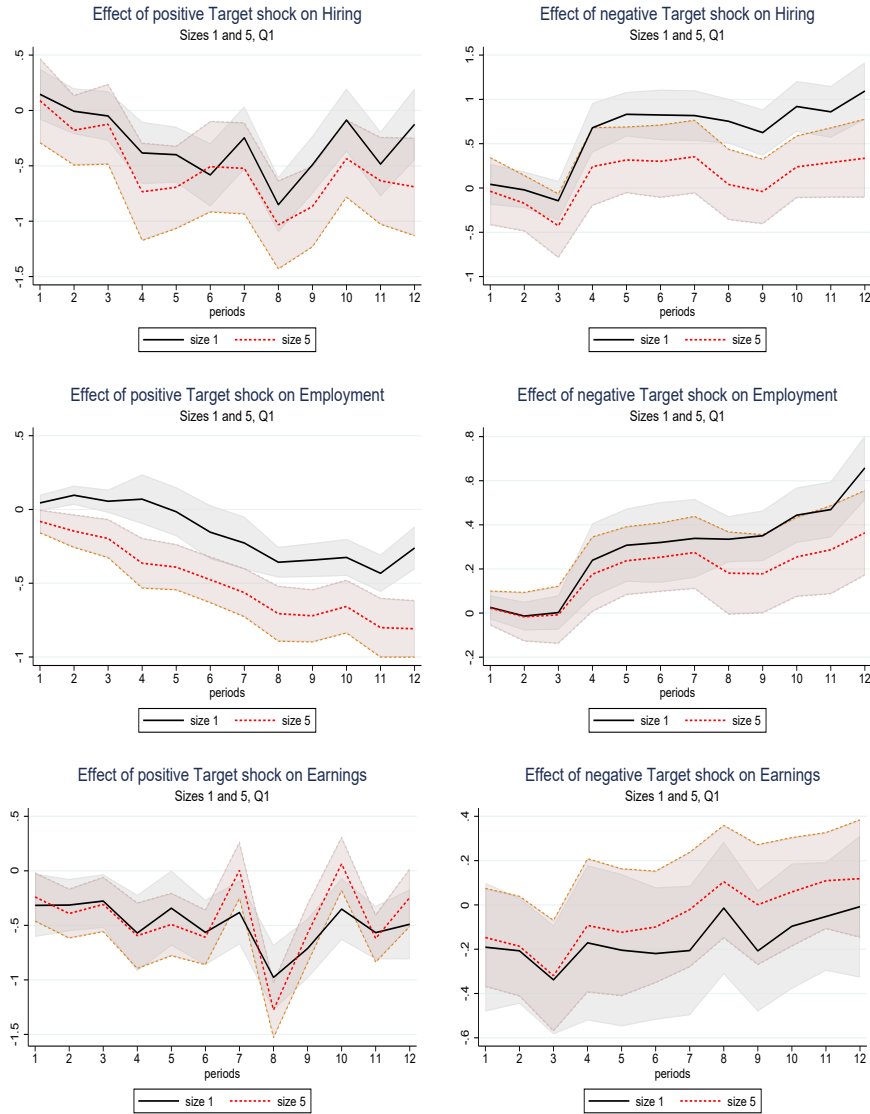 Effect of positive Target shock on Hiring
Sizes 1 and 5, Q1
.5
0
-.5
-1
-1.5
1 2 3 4 5 6 7 8 9 10 11 12
periods
size 1 size 5
Effect of negative Target shock on Hiring
Sizes 1 and 5, Q1
1.5
1
.5
0
-.5
-1
1 2 3 4 5 6 7 8 9 10 11 12
periods
size 1 size 5
Effect of positive Target shock on Employment
Sizes 1 and 5, Q1
.5
0
-.5
-1
1 2 3 4 5 6 7 8 9 10 11 12
periods
size 1 size 5
Effect of negative Target shock on Employment
Sizes 1 and 5, Q1
.8
.6
.4
.2
0
-.2
1 2 3 4 5 6 7 8 9 10 11 12
periods
size 1 size 5
Effect of positive Target shock on Earnings
Sizes 1 and 5, Q1
.5
0
-.5
-1
-1.5
1 2 3 4 5 6 7 8 9 10 11 12
periods
size 1 size 5
Effect of negative Target shock on Earnings
Sizes 1 and 5, Q1
.4
.2
0
-.2
-.4
-.6
1 2 3 4 5 6 7 8 9 10 11 12
periods
size 1 size 5